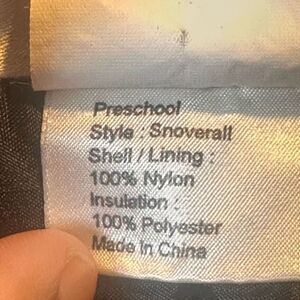 Preschool
Style : Snoverall
Shell / Lining :
100% Nylon
Insulation :
100% Polyester
Made In China